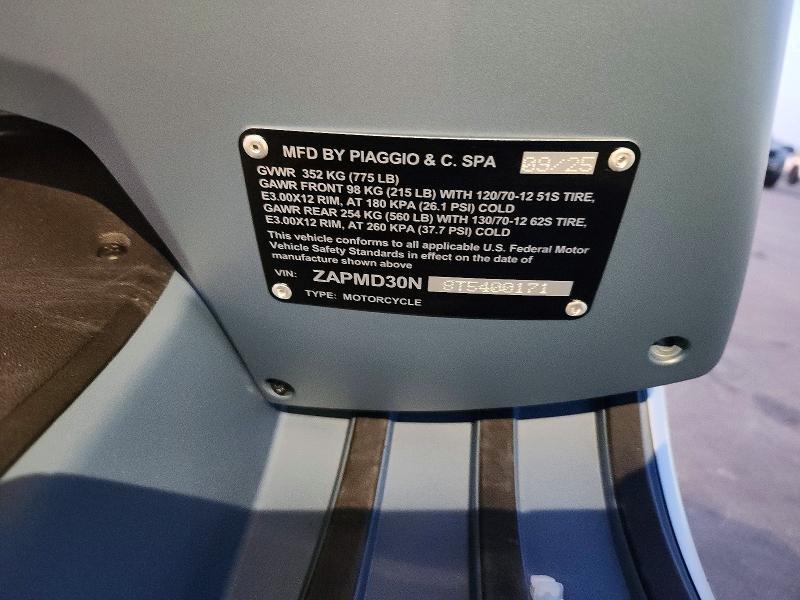 MFD BY PIAGGIO & C. SPA 09/25
GVWR 352 KG (775 LB)
GAWR FRONT 98 KG (215 LB) WITH 120/70-12 51S TIRE,
E3.00X12 RIM, AT 180 KPA (26.1 PSI) COLD
GAWR REAR 254 KG (560 LB) WITH 130/70-12 62S TIRE,
E3.00X12 RIM, AT 260 KPA (37.7 PSI) COLD
This vehicle conforms to all applicable U.S. Federal Motor
Vehicle Safety Standards in effect on the date of
manufacture shown above
VIN: ZAPMD30N 8T5400171
TYPE: MOTORCYCLE